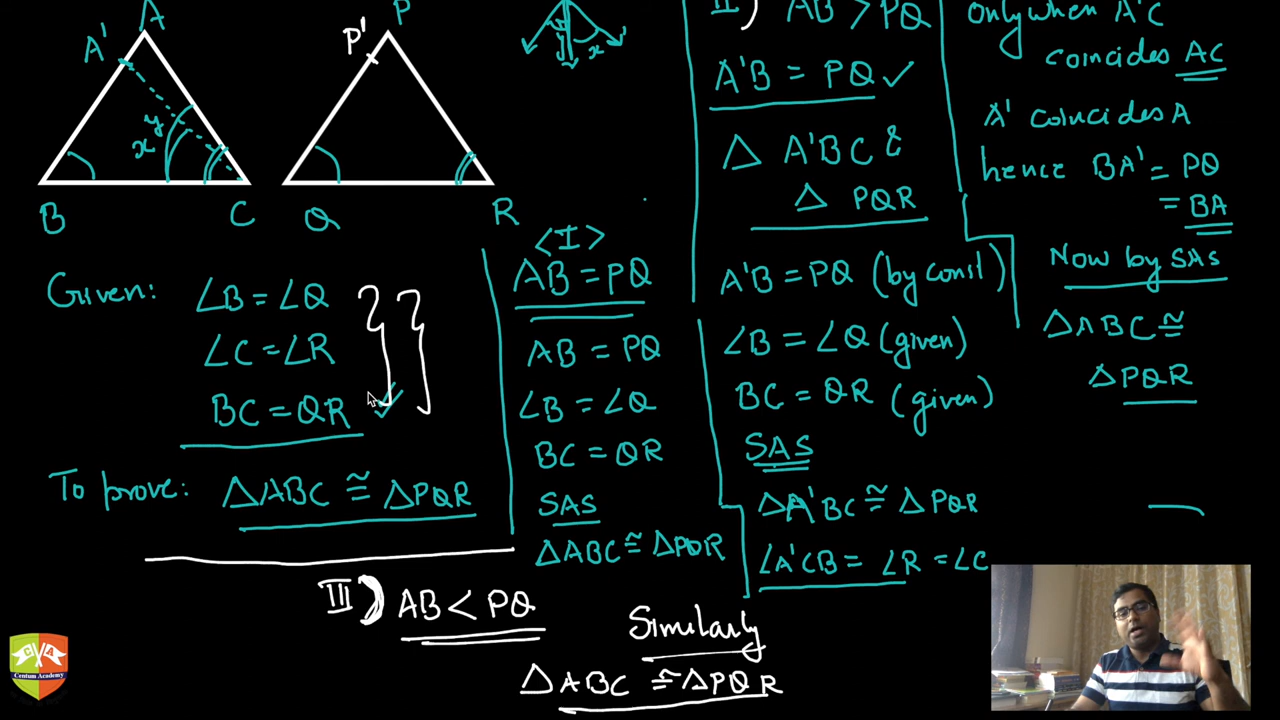 A
A'
x
y
B
C
P
P'
Q
R
x
y
Given: ∠B = ∠Q
∠C = ∠R
BC = QR
To prove: △ABC ≅ △PQR
<I>
AB = PQ
AB = PQ
∠B = ∠Q
BC = QR
SAS
△ABC ≅ △PQR
II) AB > PQ
A'B = PQ ✓
△ A'BC &
△ PQR
A'B = PQ (by const)
∠B = ∠Q (given)
BC = QR (given)
SAS
△A'BC ≅ △PQR
∠A'CB = ∠R = ∠C
only when A'C
coincides AC
A' coincides A
hence BA' = PQ
= BA
Now by SAS
△ABC ≅
△PQR
III) AB < PQ
Similarly
△ABC ≅ △PQR
C A
Centum Academy